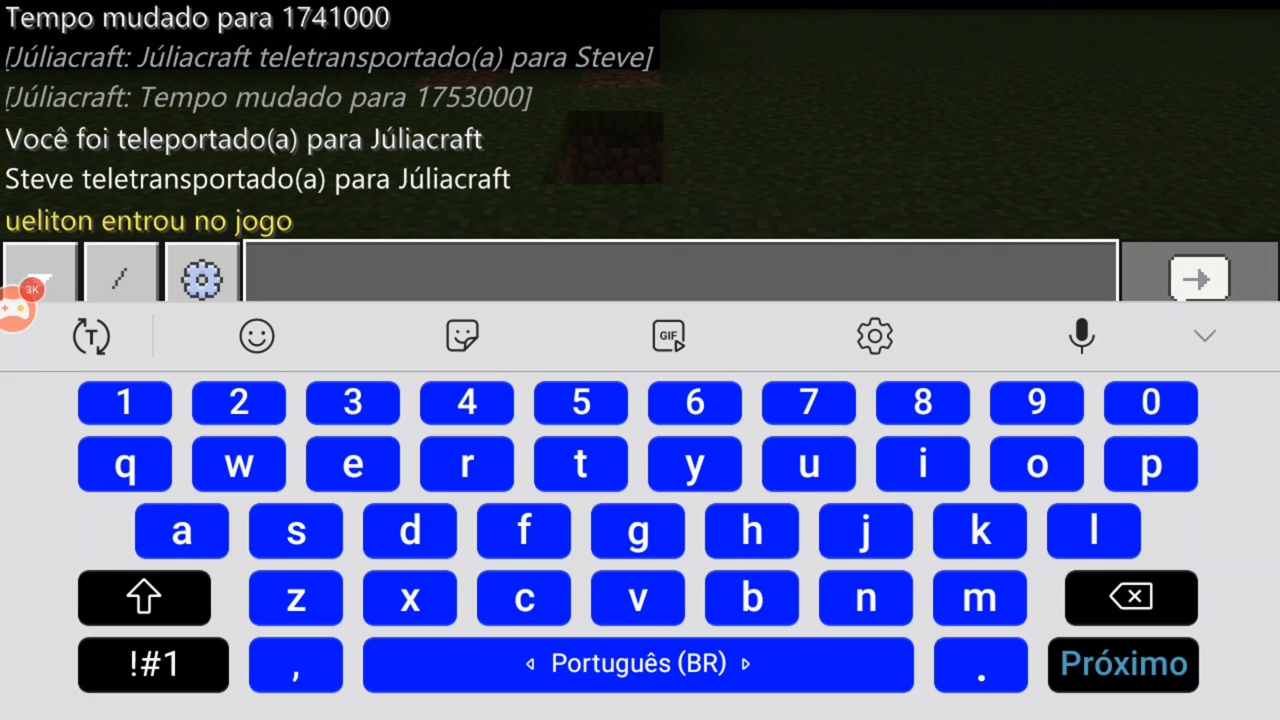 Tempo mudado para 1741000
[Júliacraft: Júliacraft teletransportado(a) para Steve]
[Júliacraft: Tempo mudado para 1753000]
Você foi teleportado(a) para Júliacraft
Steve teletransportado(a) para Júliacraft
ueliton entrou no jogo
/
3K
T GIF
1 2 3 4 5 6 7 8 9 0
q w e r t y u i o p
a s d f g h j k l
z x c v b n m
!#1 , Português (BR) . Próximo